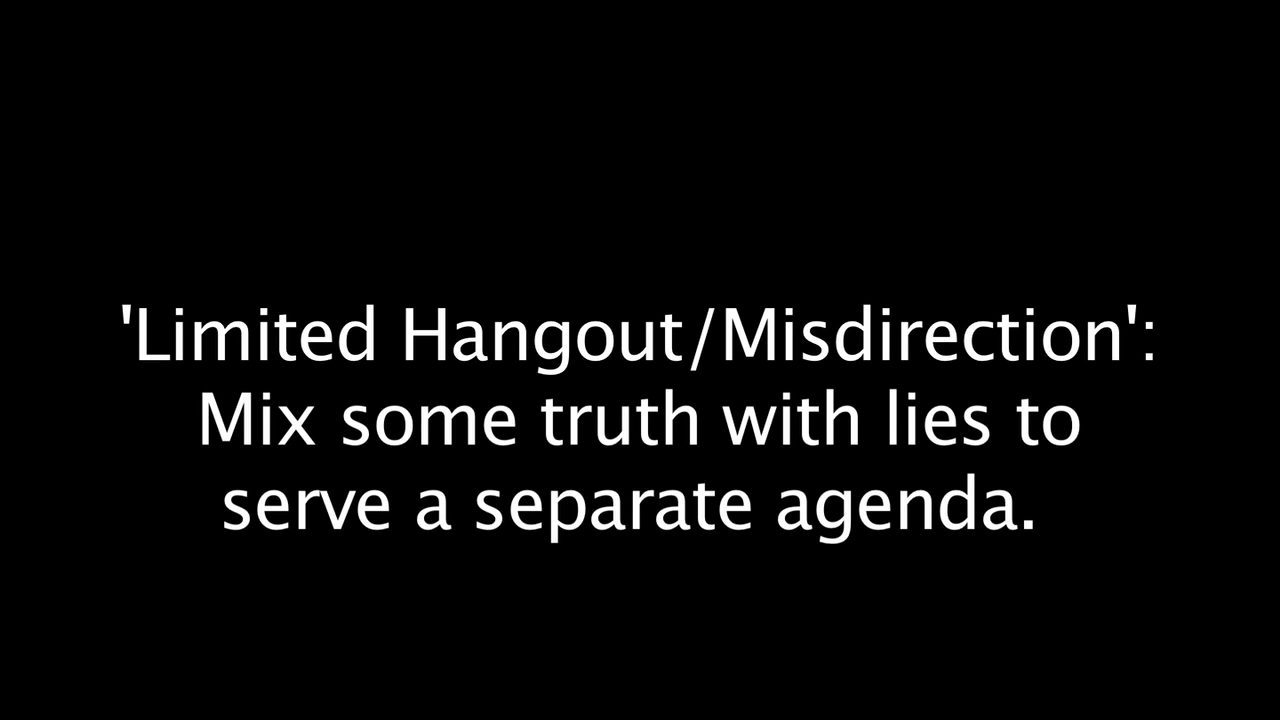 'Limited Hangout/Misdirection':
Mix some truth with lies to
serve a separate agenda.